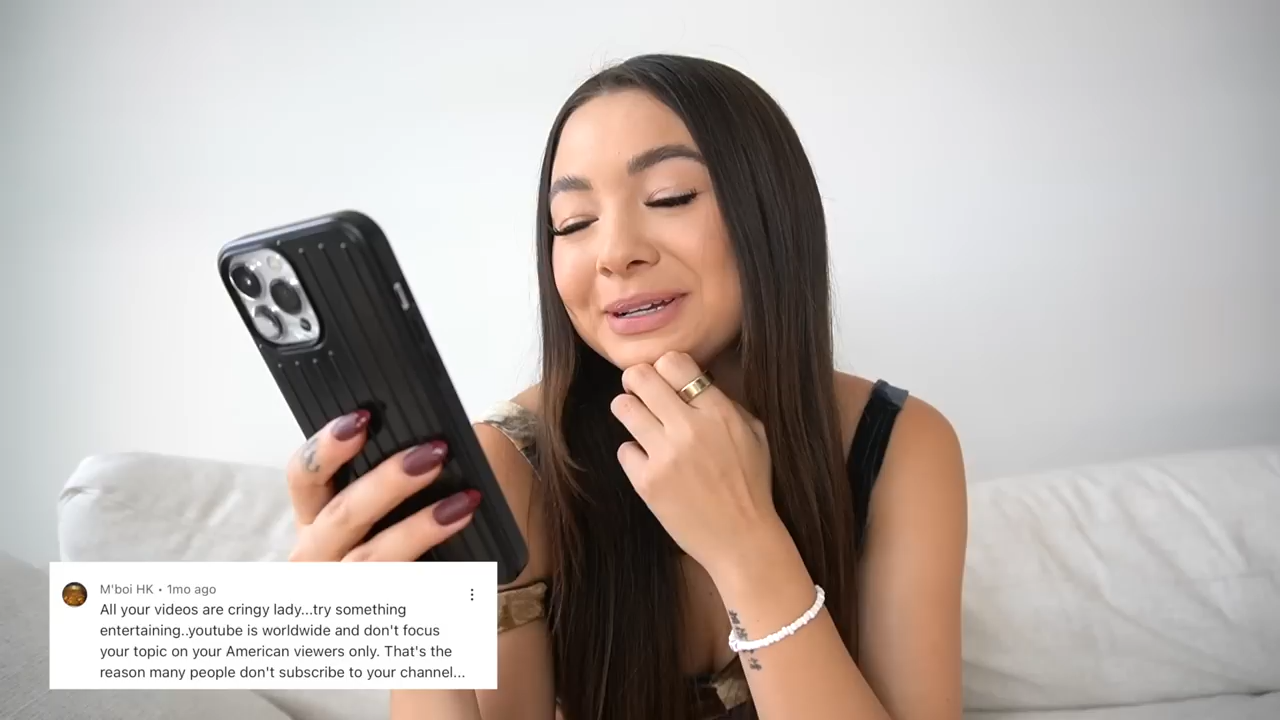 M'boi HK • 1mo ago
All your videos are cringy lady...try something
entertaining..youtube is worldwide and don't focus
your topic on your American viewers only. That's the
reason many people don't subscribe to your channel...